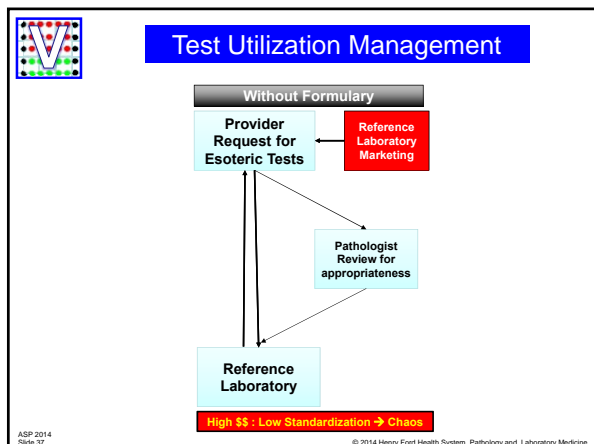 V
Test Utilization Management
Without Formulary
Provider
Request for
Esoteric Tests
Reference
Laboratory
Marketing
Pathologist
Review for
appropriateness
Reference
Laboratory
High $$ : Low Standardization → Chaos
ASP 2014
Slide 37
© 2014 Henry Ford Health System, Pathology and Laboratory Medicine